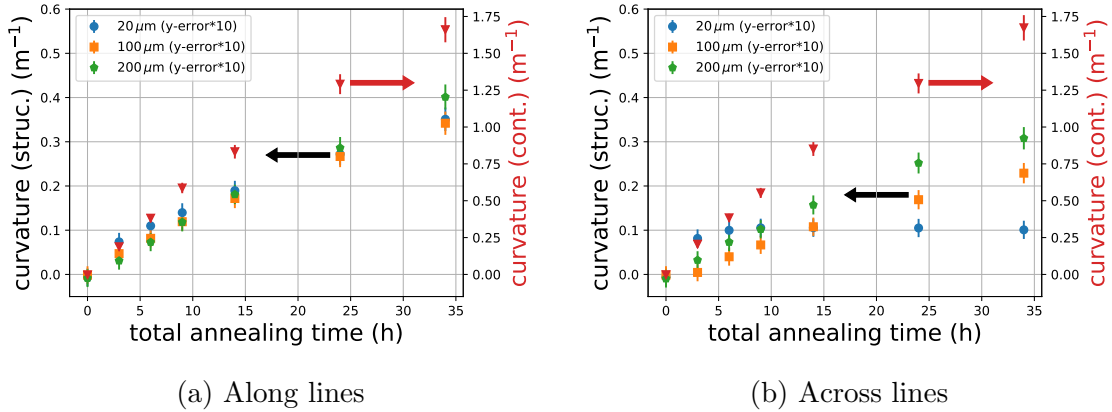 0.6
0.5
0.4
0.3
0.2
0.1
0.0
curvature (struc.) (m⁻¹)
20 μm (y-error*10)
100 μm (y-error*10)
200 μm (y-error*10)
1.75
1.50
1.25
1.00
0.75
0.50
0.25
0.00
curvature (cont.) (m⁻¹)
0 5 10 15 20 25 30 35
total annealing time (h)
(a) Along lines
0.6
0.5
0.4
0.3
0.2
0.1
0.0
curvature (struc.) (m⁻¹)
20 μm (y-error*10)
100 μm (y-error*10)
200 μm (y-error*10)
1.75
1.50
1.25
1.00
0.75
0.50
0.25
0.00
curvature (cont.) (m⁻¹)
0 5 10 15 20 25 30 35
total annealing time (h)
(b) Across lines